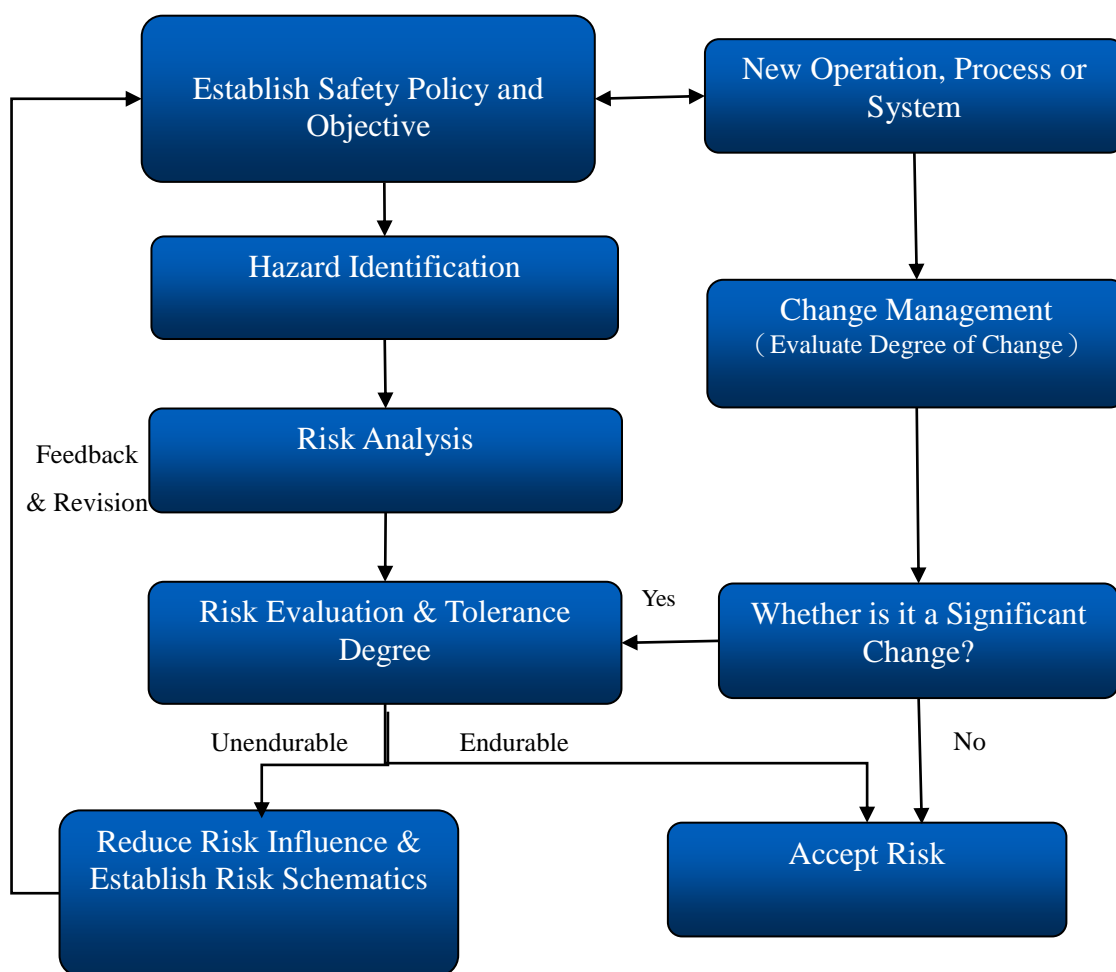 Establish Safety Policy and
Objective
New Operation, Process or
System
Hazard Identification
Change Management
（Evaluate Degree of Change）
Risk Analysis
Feedback
& Revision
Risk Evaluation & Tolerance
Degree
Yes
Whether is it a Significant
Change?
Unendurable
Endurable
No
Reduce Risk Influence &
Establish Risk Schematics
Accept Risk